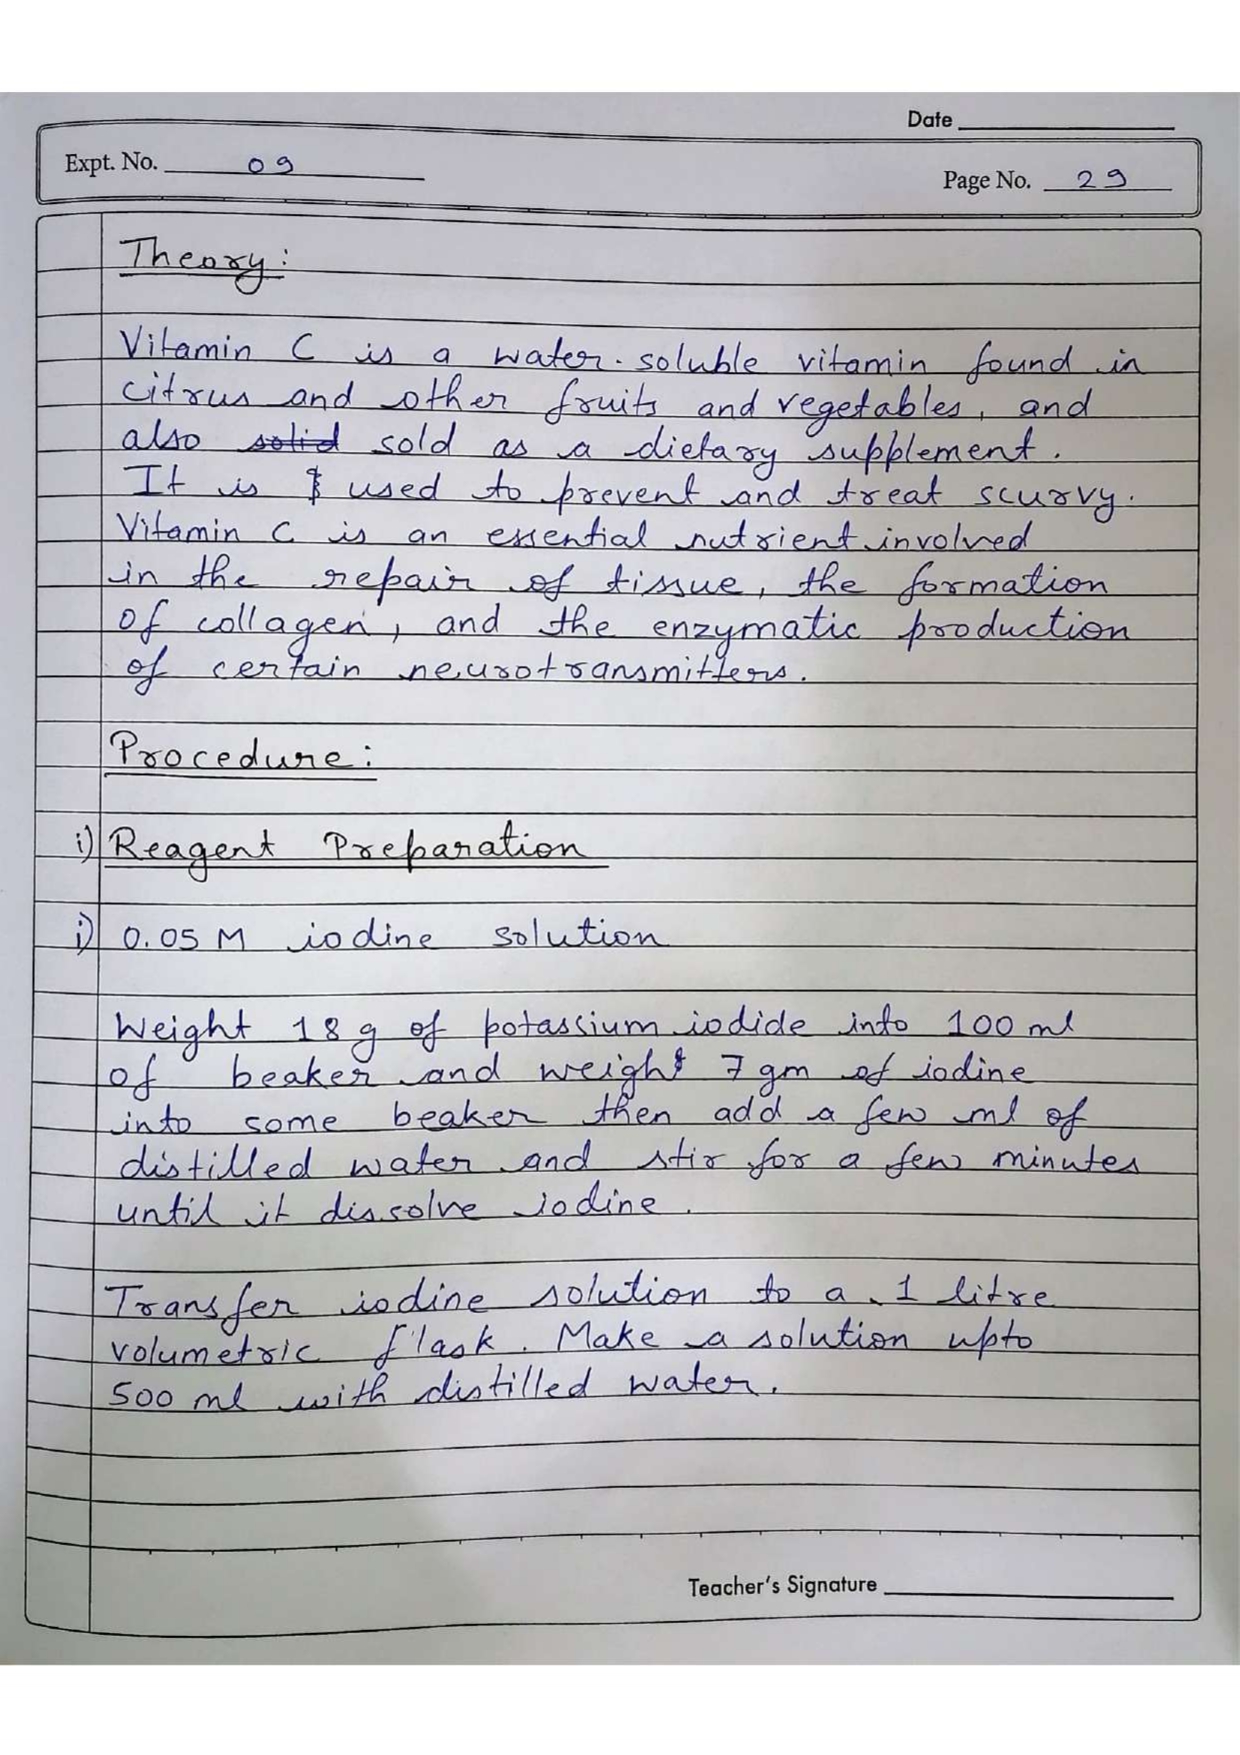 Date
Expt. No. 09
Page No. 29
Theory:
Vitamin C is a water-soluble vitamin found in
citrus and other fruits and vegetables, and
also solid sold as a dietary supplement.
It is used to prevent and treat scurvy.
Vitamin C is an essential nutrient involved
in the repair of tissue, the formation
of collagen, and the enzymatic production
of certain neurotransmitters.
Procedure:
i) Reagent Preparation
i) 0.05 M iodine solution
Weight 18 g of potassium iodide into 100 ml
of beaker and weight 7 gm of iodine
into some beaker then add a few ml of
distilled water and stir for a few minutes
until it dissolve iodine.
Transfer iodine solution to a 1 litre
volumetric flask. Make a solution upto
500 ml with distilled water.
Teacher's Signature